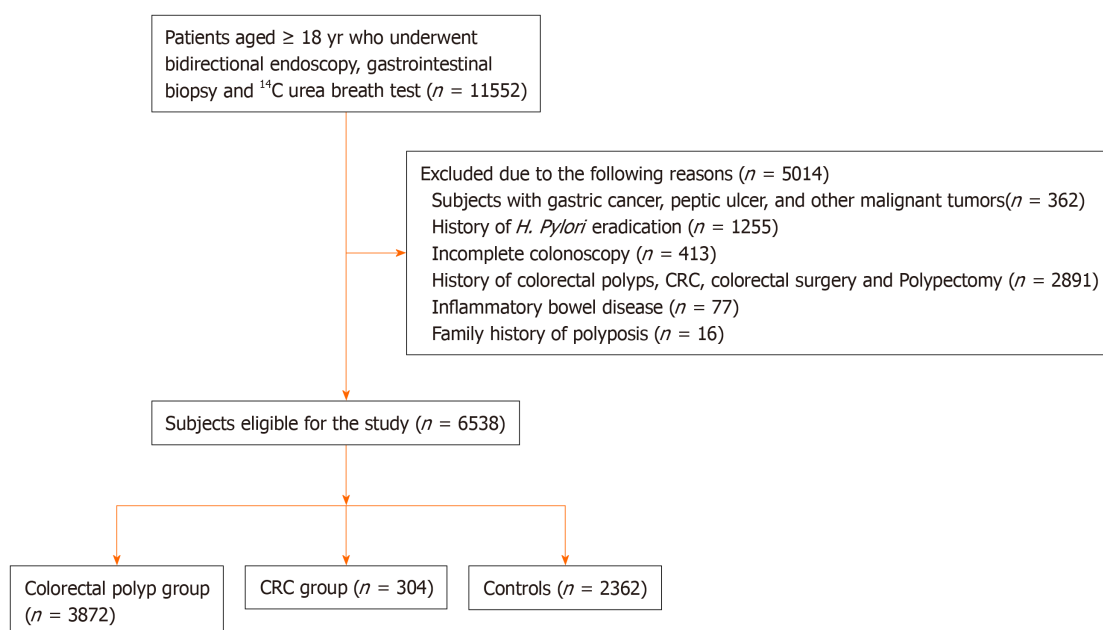 Patients aged ≥ 18 yr who underwent
bidirectional endoscopy, gastrointestinal
biopsy and ¹⁴C urea breath test (n = 11552)
Excluded due to the following reasons (n = 5014)
Subjects with gastric cancer, peptic ulcer, and other malignant tumors(n = 362)
History of H. Pylori eradication (n = 1255)
Incomplete colonoscopy (n = 413)
History of colorectal polyps, CRC, colorectal surgery and Polypectomy (n = 2891)
Inflammatory bowel disease (n = 77)
Family history of polyposis (n = 16)
Subjects eligible for the study (n = 6538)
Colorectal polyp group
(n = 3872)
CRC group (n = 304)
Controls (n = 2362)